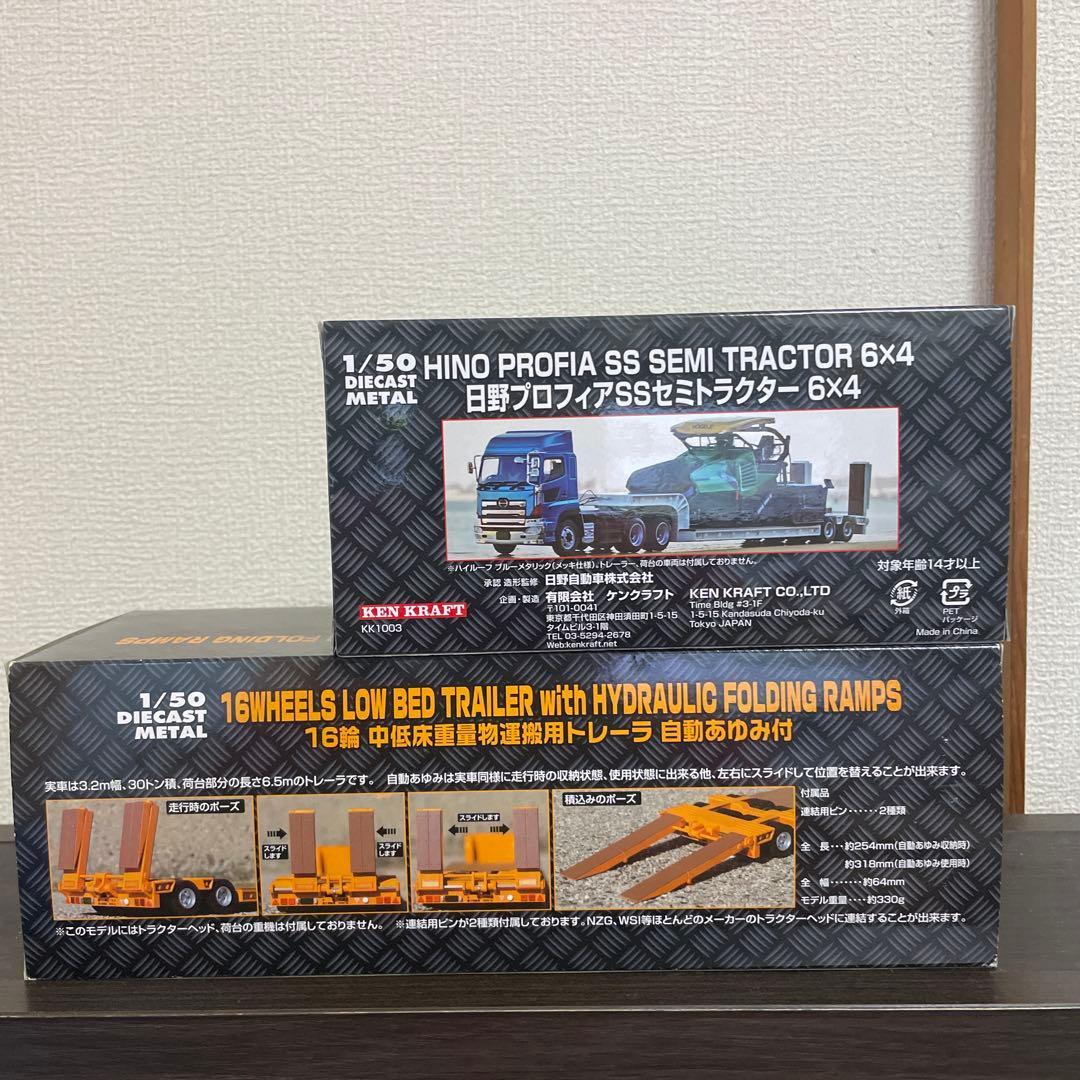 1/50
DIECAST
METAL
HINO PROFIA SS SEMI TRACTOR 6×4
日野プロフィアSSセミトラクター 6×4
VÖGELE
※ハイルーフ ブルーメタリック(メッキ仕様)。トレーラー、荷台の車両は付属しておりません。
対象年齢14才以上
承認 造形監修 日野自動車株式会社
企画・製造 有限会社 ケンクラフト
〒101-0041
東京都千代田区神田須田町1-5-15
タイムビル3-1階
TEL 03-5294-2678
Web:kenkraft.net
KEN KRAFT CO.,LTD
Time Bldg #3-1F
1-5-15 Kandasuda Chiyoda-ku
Tokyo JAPAN
紙
外箱
プラ
PET
パッケージ
Made in China
KEN KRAFT
KK1003
FOLDING RAMPS
1/50
DIECAST
METAL
16WHEELS LOW BED TRAILER with HYDRAULIC FOLDING RAMPS
16輪 中低床重量物運搬用トレーラ 自動あゆみ付
実車は3.2m幅、30トン積、荷台部分の長さ6.5mのトレーラです。 自動あゆみは実車同様に走行時の収納状態、使用状態に出来る他、左右にスライドして位置を替えることが出来ます。
走行時のポーズ
スライド
します
スライド
します
スライドします
積込みのポーズ
付属品
連結用ピン・・・・・・2種類
全 長・・・約254mm(自動あゆみ収納時)
約318mm(自動あゆみ使用時)
全 幅・・・・・・・約64mm
モデル重量・・・・約330g
※このモデルにはトラクターヘッド、荷台の重機は付属しておりません。 ※連結用ピンが2種類付属しております。NZG、WSI等ほとんどのメーカーのトラクターヘッドに連結することが出来ます。